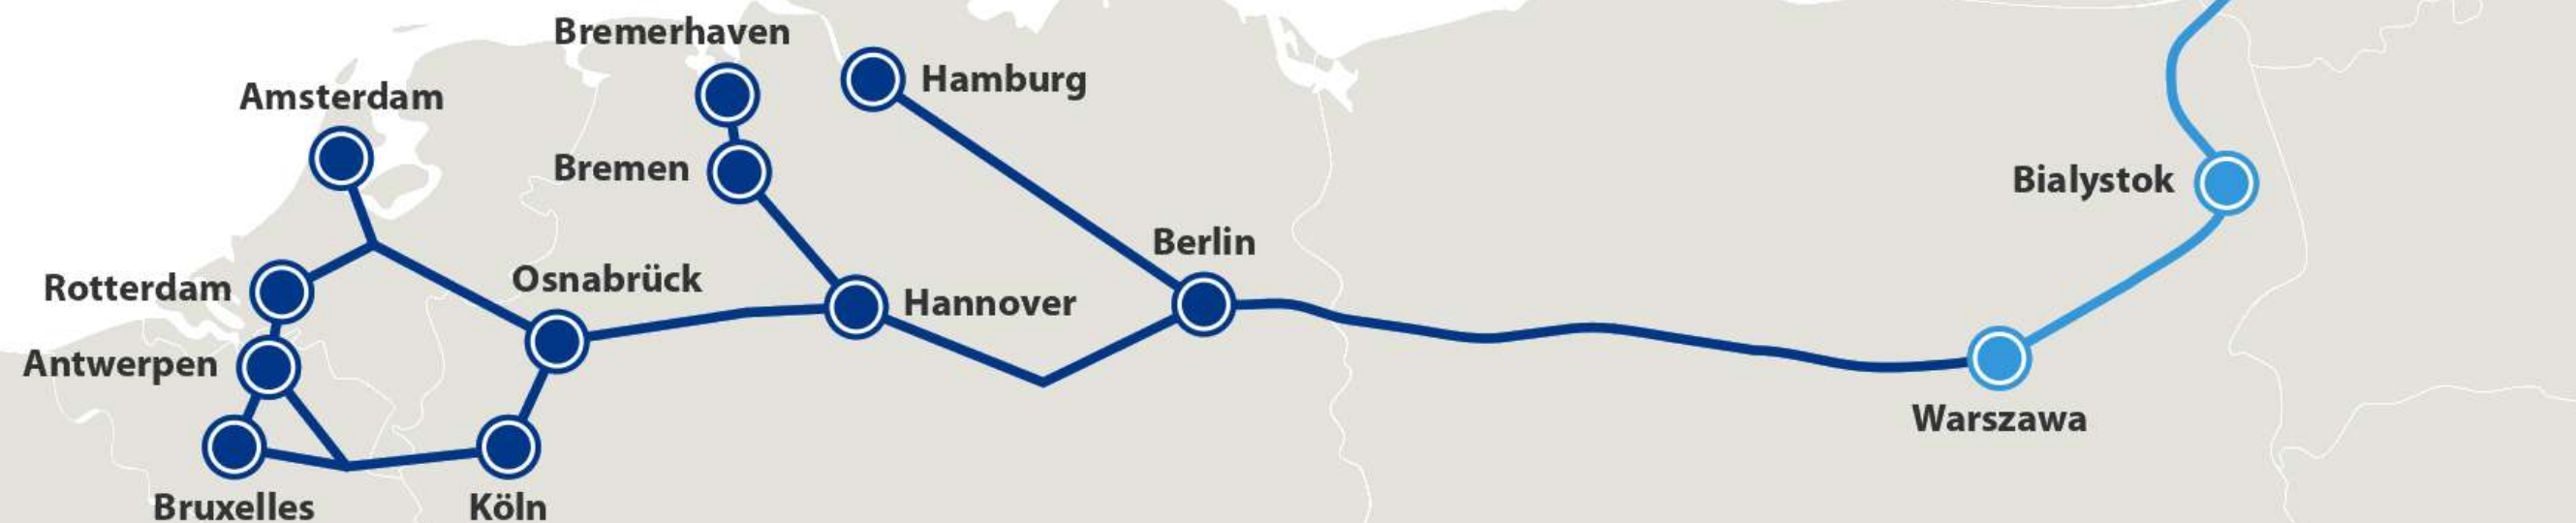 Bremerhaven
Hamburg
Amsterdam
Bremen
Bialystok
Berlin
Rotterdam
Osnabrück
Hannover
Antwerpen
Warszawa
Bruxelles
Köln